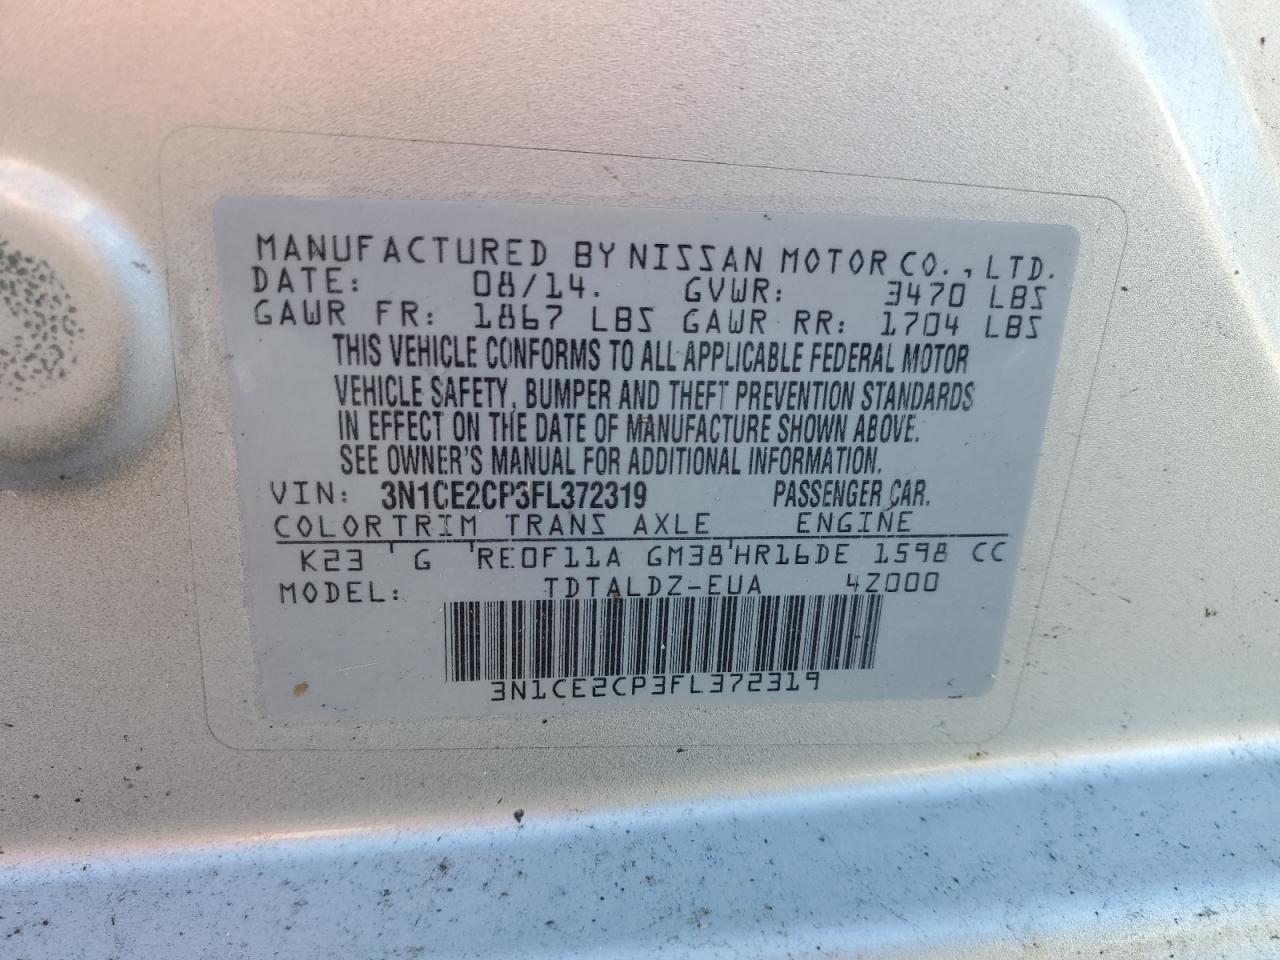 MANUFACTURED BY NISSAN MOTOR CO., LTD.
DATE: 08/14. GVWR: 3470 LBS
GAWR FR: 1867 LBS GAWR RR: 1704 LBS
THIS VEHICLE CONFORMS TO ALL APPLICABLE FEDERAL MOTOR
VEHICLE SAFETY, BUMPER AND THEFT PREVENTION STANDARDS
IN EFFECT ON THE DATE OF MANUFACTURE SHOWN ABOVE.
SEE OWNER'S MANUAL FOR ADDITIONAL INFORMATION.
VIN: 3N1CE2CP3FL372319 PASSENGER CAR.
COLOR TRIM TRANS AXLE ENGINE
K23 ' G 'RE0F11A GM38'HR16DE 1598 CC
MODEL: TDTALDZ-EUA 4Z000
3N1CE2CP3FL372319